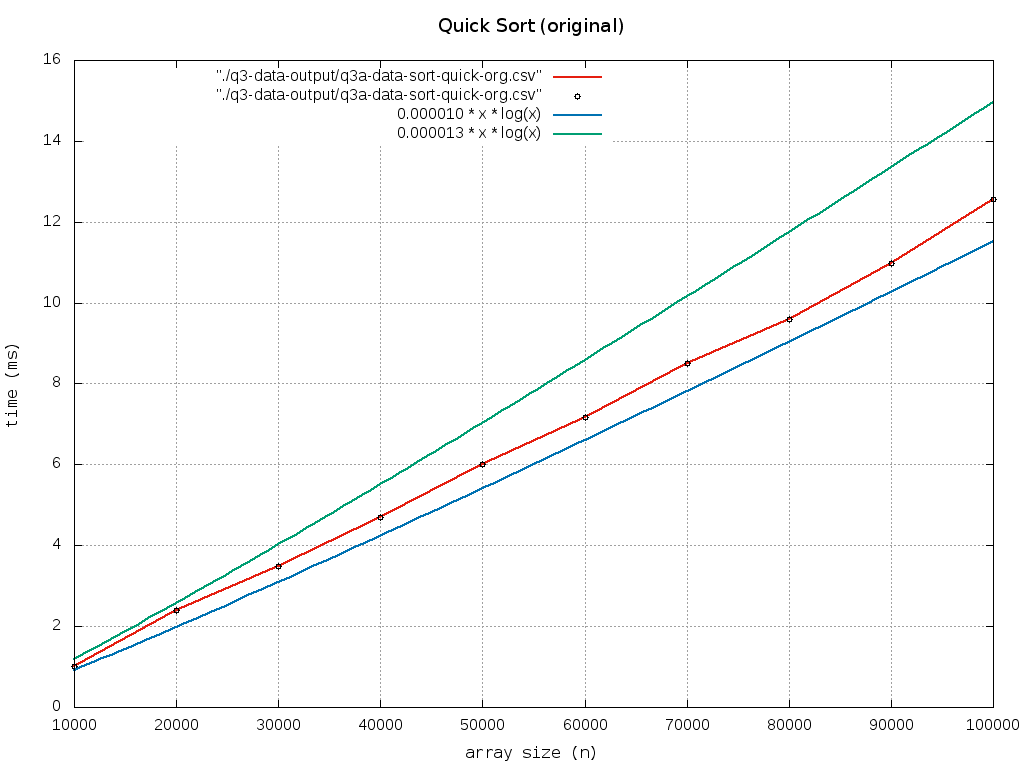 Quick Sort (original)
"./q3-data-output/q3a-data-sort-quick-org.csv"
"./q3-data-output/q3a-data-sort-quick-org.csv"
0.000010 * x * log(x)
0.000013 * x * log(x)
16
14
12
10
8
6
4
2
0
time (ms)
10000 20000 30000 40000 50000 60000 70000 80000 90000 100000
array size (n)